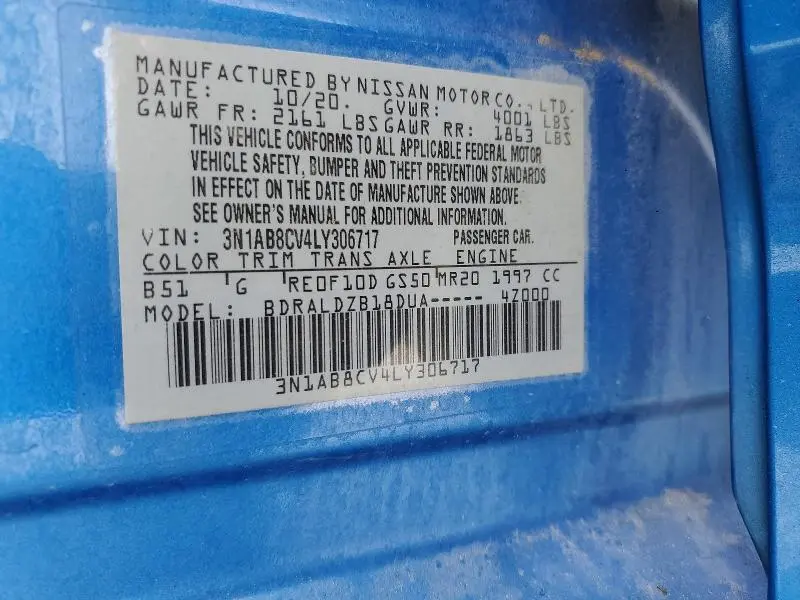 MANUFACTURED BY NISSAN MOTOR CO., LTD.
DATE: 10/20. GVWR: 4001 LBS
GAWR FR: 2161 LBS GAWR RR: 1863 LBS
THIS VEHICLE CONFORMS TO ALL APPLICABLE FEDERAL MOTOR
VEHICLE SAFETY, BUMPER AND THEFT PREVENTION STANDARDS
IN EFFECT ON THE DATE OF MANUFACTURE SHOWN ABOVE.
SEE OWNER'S MANUAL FOR ADDITIONAL INFORMATION.
VIN: 3N1AB8CV4LY306717 PASSENGER CAR.
COLOR TRIM TRANS AXLE ENGINE
B51 G RE0F10D GS50 MR20 1997 CC
MODEL: BDRALDZB18DUA----- 4Z000
3N1AB8CV4LY306717